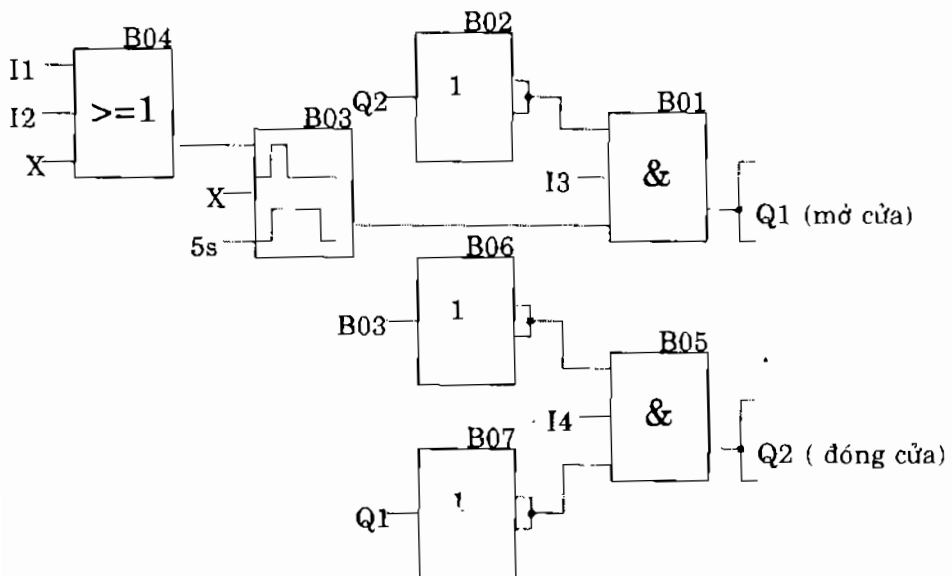 B04
I1
I2
>=1
X
B03
X
5s
B02
Q2
1
B01
I3
&
Q1 (mở cửa)
B06
B03
1
B05
I4
&
Q2 ( đóng cửa)
B07
Q1
1